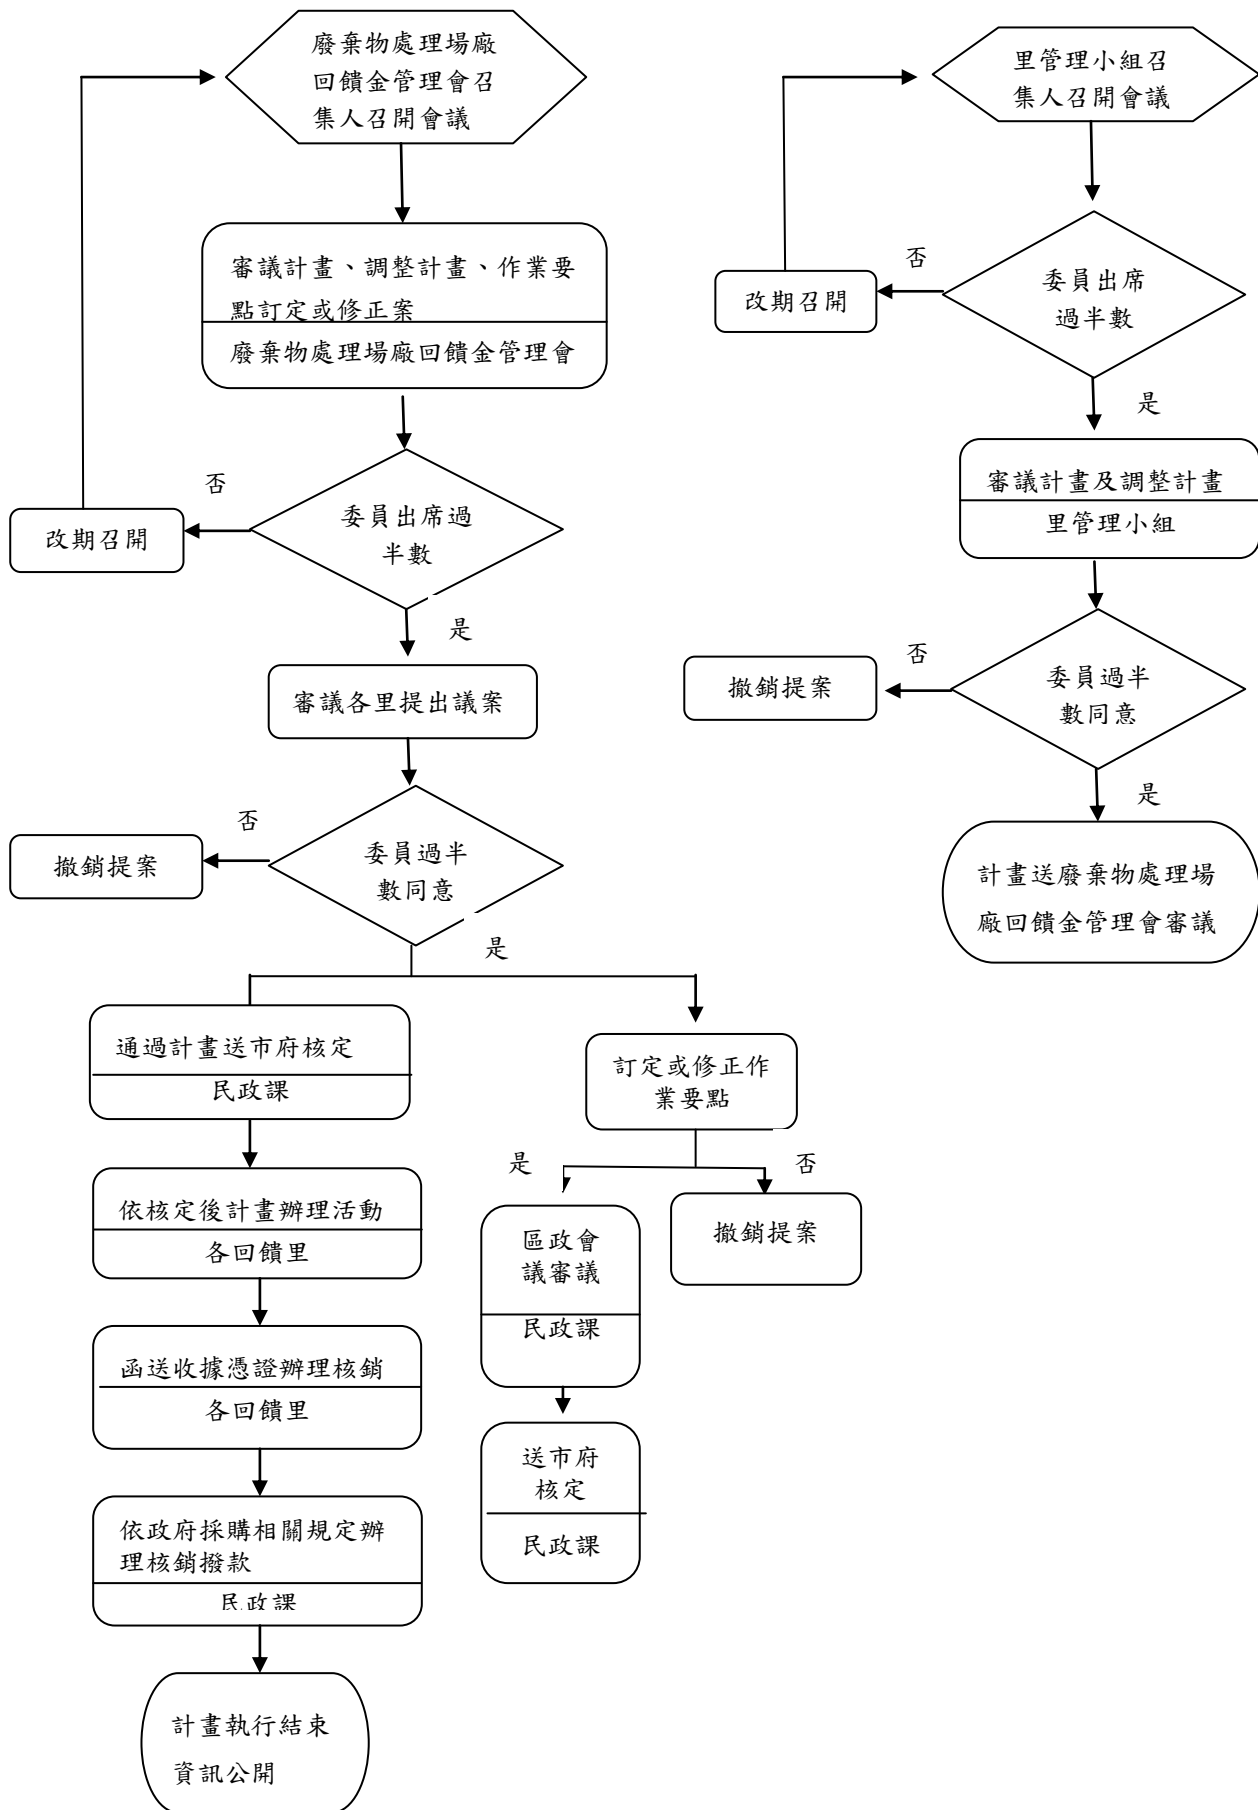 廢棄物處理場廠
回饋金管理會召
集人召開會議
審議計畫、調整計畫、作業要
點訂定或修正案
廢棄物處理場廠回饋金管理會
否
改期召開
委員出席過
半數
是
審議各里提出議案
否
撤銷提案
委員過半
數同意
是
通過計畫送市府核定
民政課
依核定後計畫辦理活動
各回饋里
函送收據憑證辦理核銷
各回饋里
依政府採購相關規定辦
理核銷撥款
民政課
計畫執行結束
資訊公開
訂定或修正作
業要點
是
否
區政會
議審議
民政課
撤銷提案
送市府
核定
民政課
里管理小組召
集人召開會議
否
改期召開
委員出席
過半數
是
審議計畫及調整計畫
里管理小組
否
撤銷提案
委員過半
數同意
是
計畫送廢棄物處理場
廠回饋金管理會審議